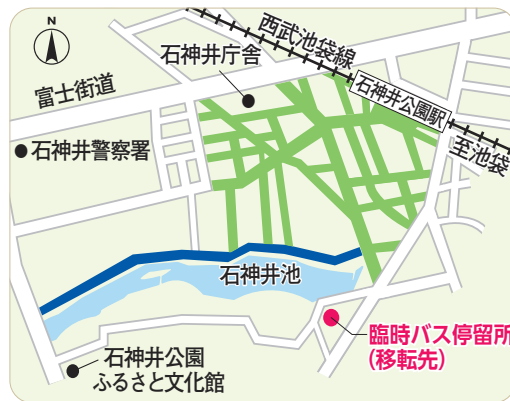 N
西武池袋線
石神井庁舎
富士街道
石神井公園駅
石神井警察署
至池袋
石神井池
臨時バス停留所
(移転先)
石神井公園
ふるさと文化館